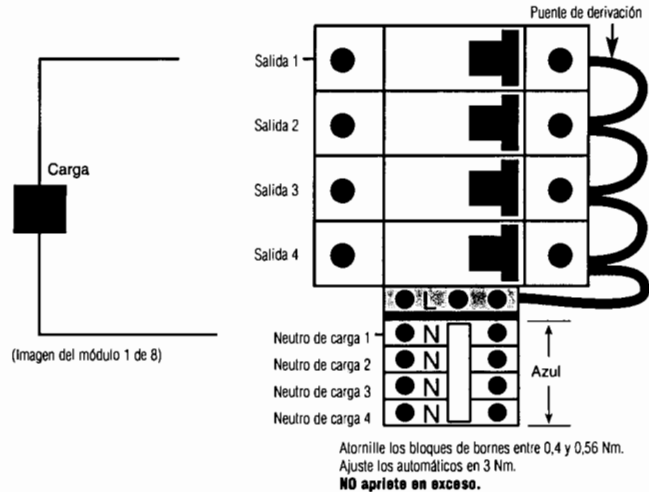 Puente de derivación
Salida 1
Salida 2
Carga
Salida 3
Salida 4
L
Neutro de carga 1
N
(Imagen del módulo 1 de 8)
Neutro de carga 2
N
Azul
Neutro de carga 3
N
Neutro de carga 4
N
Atornille los bloques de bornes entre 0,4 y 0,56 Nm.
Ajuste los automáticos en 3 Nm.
NO apriete en exceso.